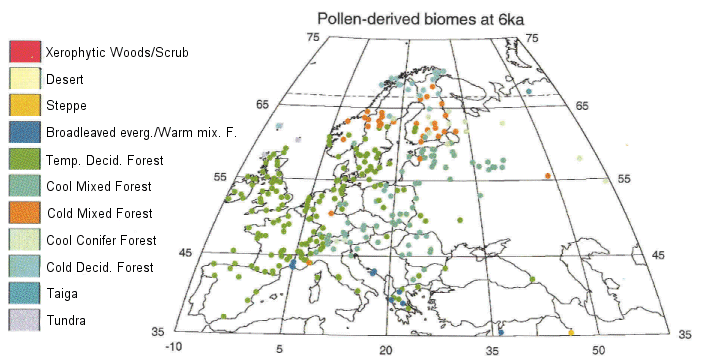 Pollen-derived biomes at 6ka
75
75
Xerophytic Woods/Scrub
Desert
Steppe
65
65
Broadleaved everg./Warm mix. F.
Temp. Decid. Forest
Cool Mixed Forest
55
55
Cold Mixed Forest
Cool Conifer Forest
45
45
Cold Decid. Forest
Taiga
Tundra
35
35
-10
5
20
35
50